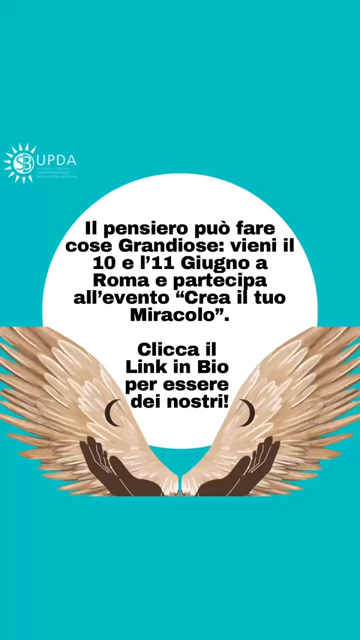 UPDA
Il pensiero può fare
cose Grandiose: vieni il
10 e l'11 Giugno a
Roma e partecipa
all'evento “Crea il tuo
Miracolo”.
Clicca il
Link in Bio
per essere
dei nostri!